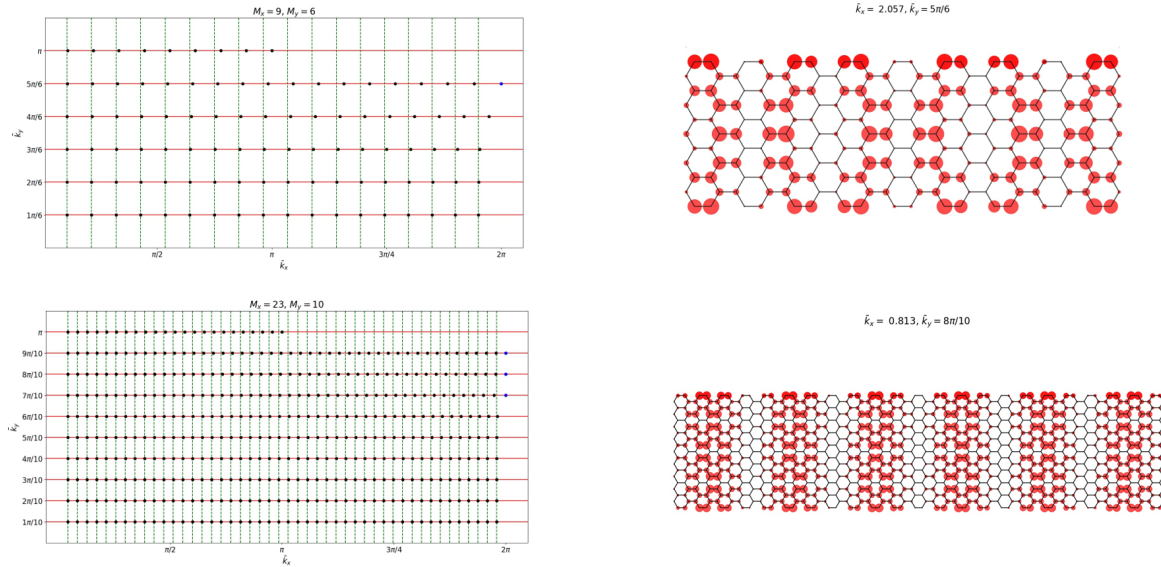 M_x = 9, M_y = 6
π
5π/6
4π/6
3π/6
2π/6
1π/6
k̃_y
π/2
π
3π/4
2π
k̃_x
k̃_x = 2.057, k̃_y = 5π/6
M_x = 23, M_y = 10
π
9π/10
8π/10
7π/10
6π/10
5π/10
4π/10
3π/10
2π/10
1π/10
k̃_y
π/2
π
3π/4
2π
k̃_x
k̃_x = 0.813, k̃_y = 8π/10